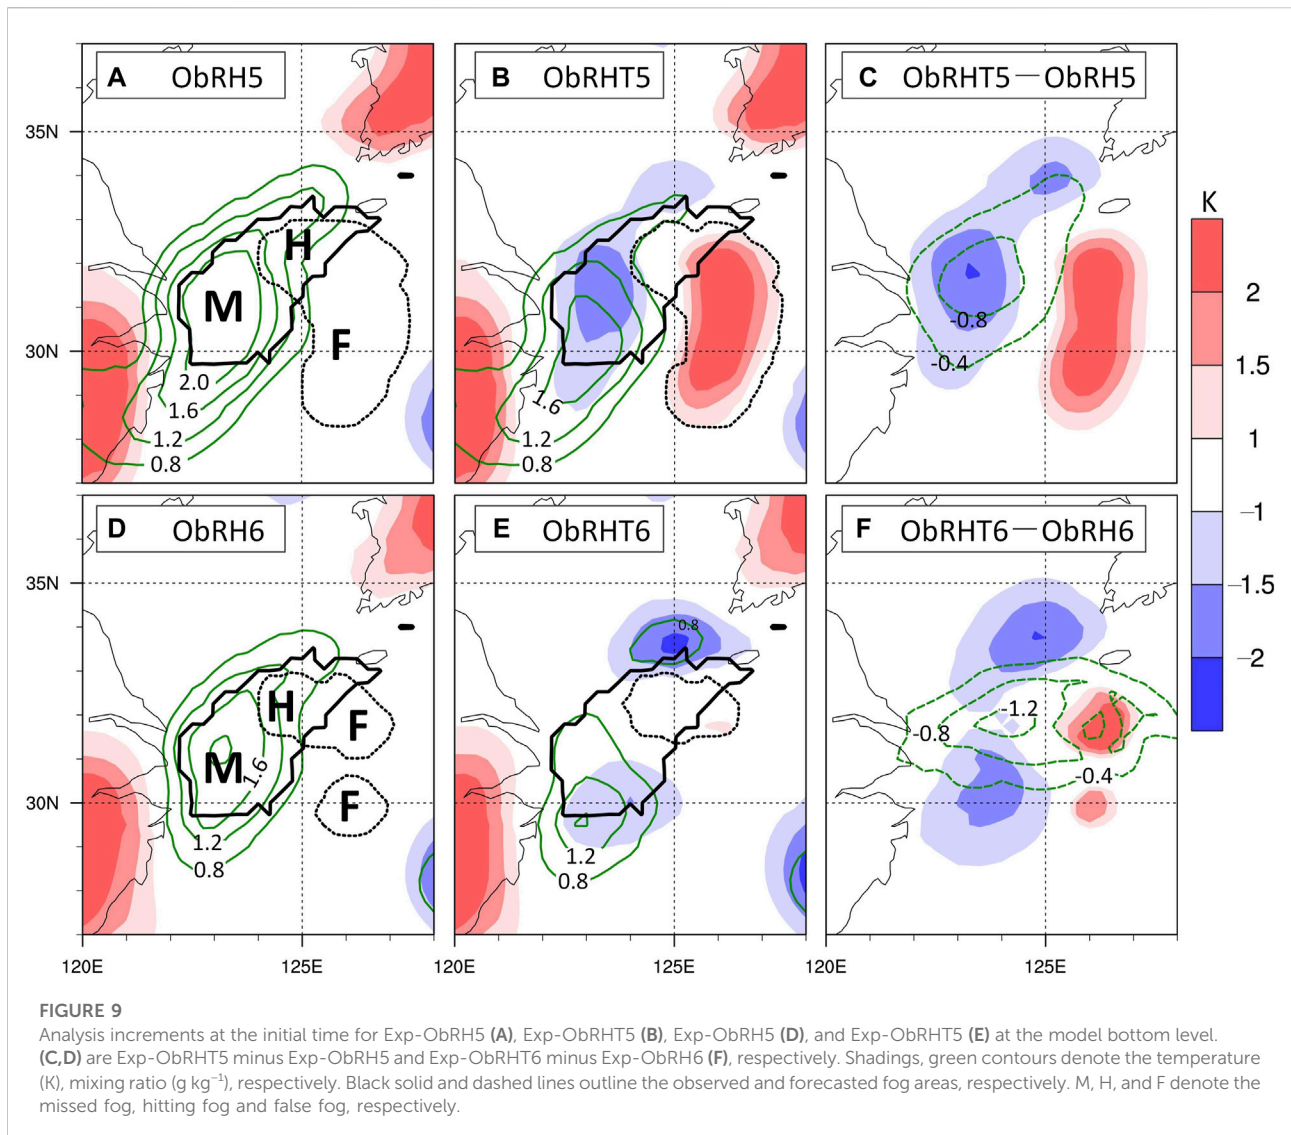 A ObRH5
B ObRHT5
C ObRHT5 — ObRH5
35N
30N
H
M
F
2.0
1.6
1.2
0.8
1.6
1.2
0.8
-0.8
-0.4
K
2
1.5
1
−1
−1.5
−2
D ObRH6
E ObRHT6
F ObRHT6 — ObRH6
35N
30N
H
F
M
F
1.6
1.2
0.8
0.8
1.2
0.8
-1.2
-0.8
-0.4
120E
125E
120E
125E
120E
125E
FIGURE 9
Analysis increments at the initial time for Exp-ObRH5 (A), Exp-ObRHT5 (B), Exp-ObRH5 (D), and Exp-ObRHT5 (E) at the model bottom level.
(C,D) are Exp-ObRHT5 minus Exp-ObRH5 and Exp-ObRHT6 minus Exp-ObRH6 (F), respectively. Shadings, green contours denote the temperature
(K), mixing ratio (g kg⁻¹), respectively. Black solid and dashed lines outline the observed and forecasted fog areas, respectively. M, H, and F denote the
missed fog, hitting fog and false fog, respectively.